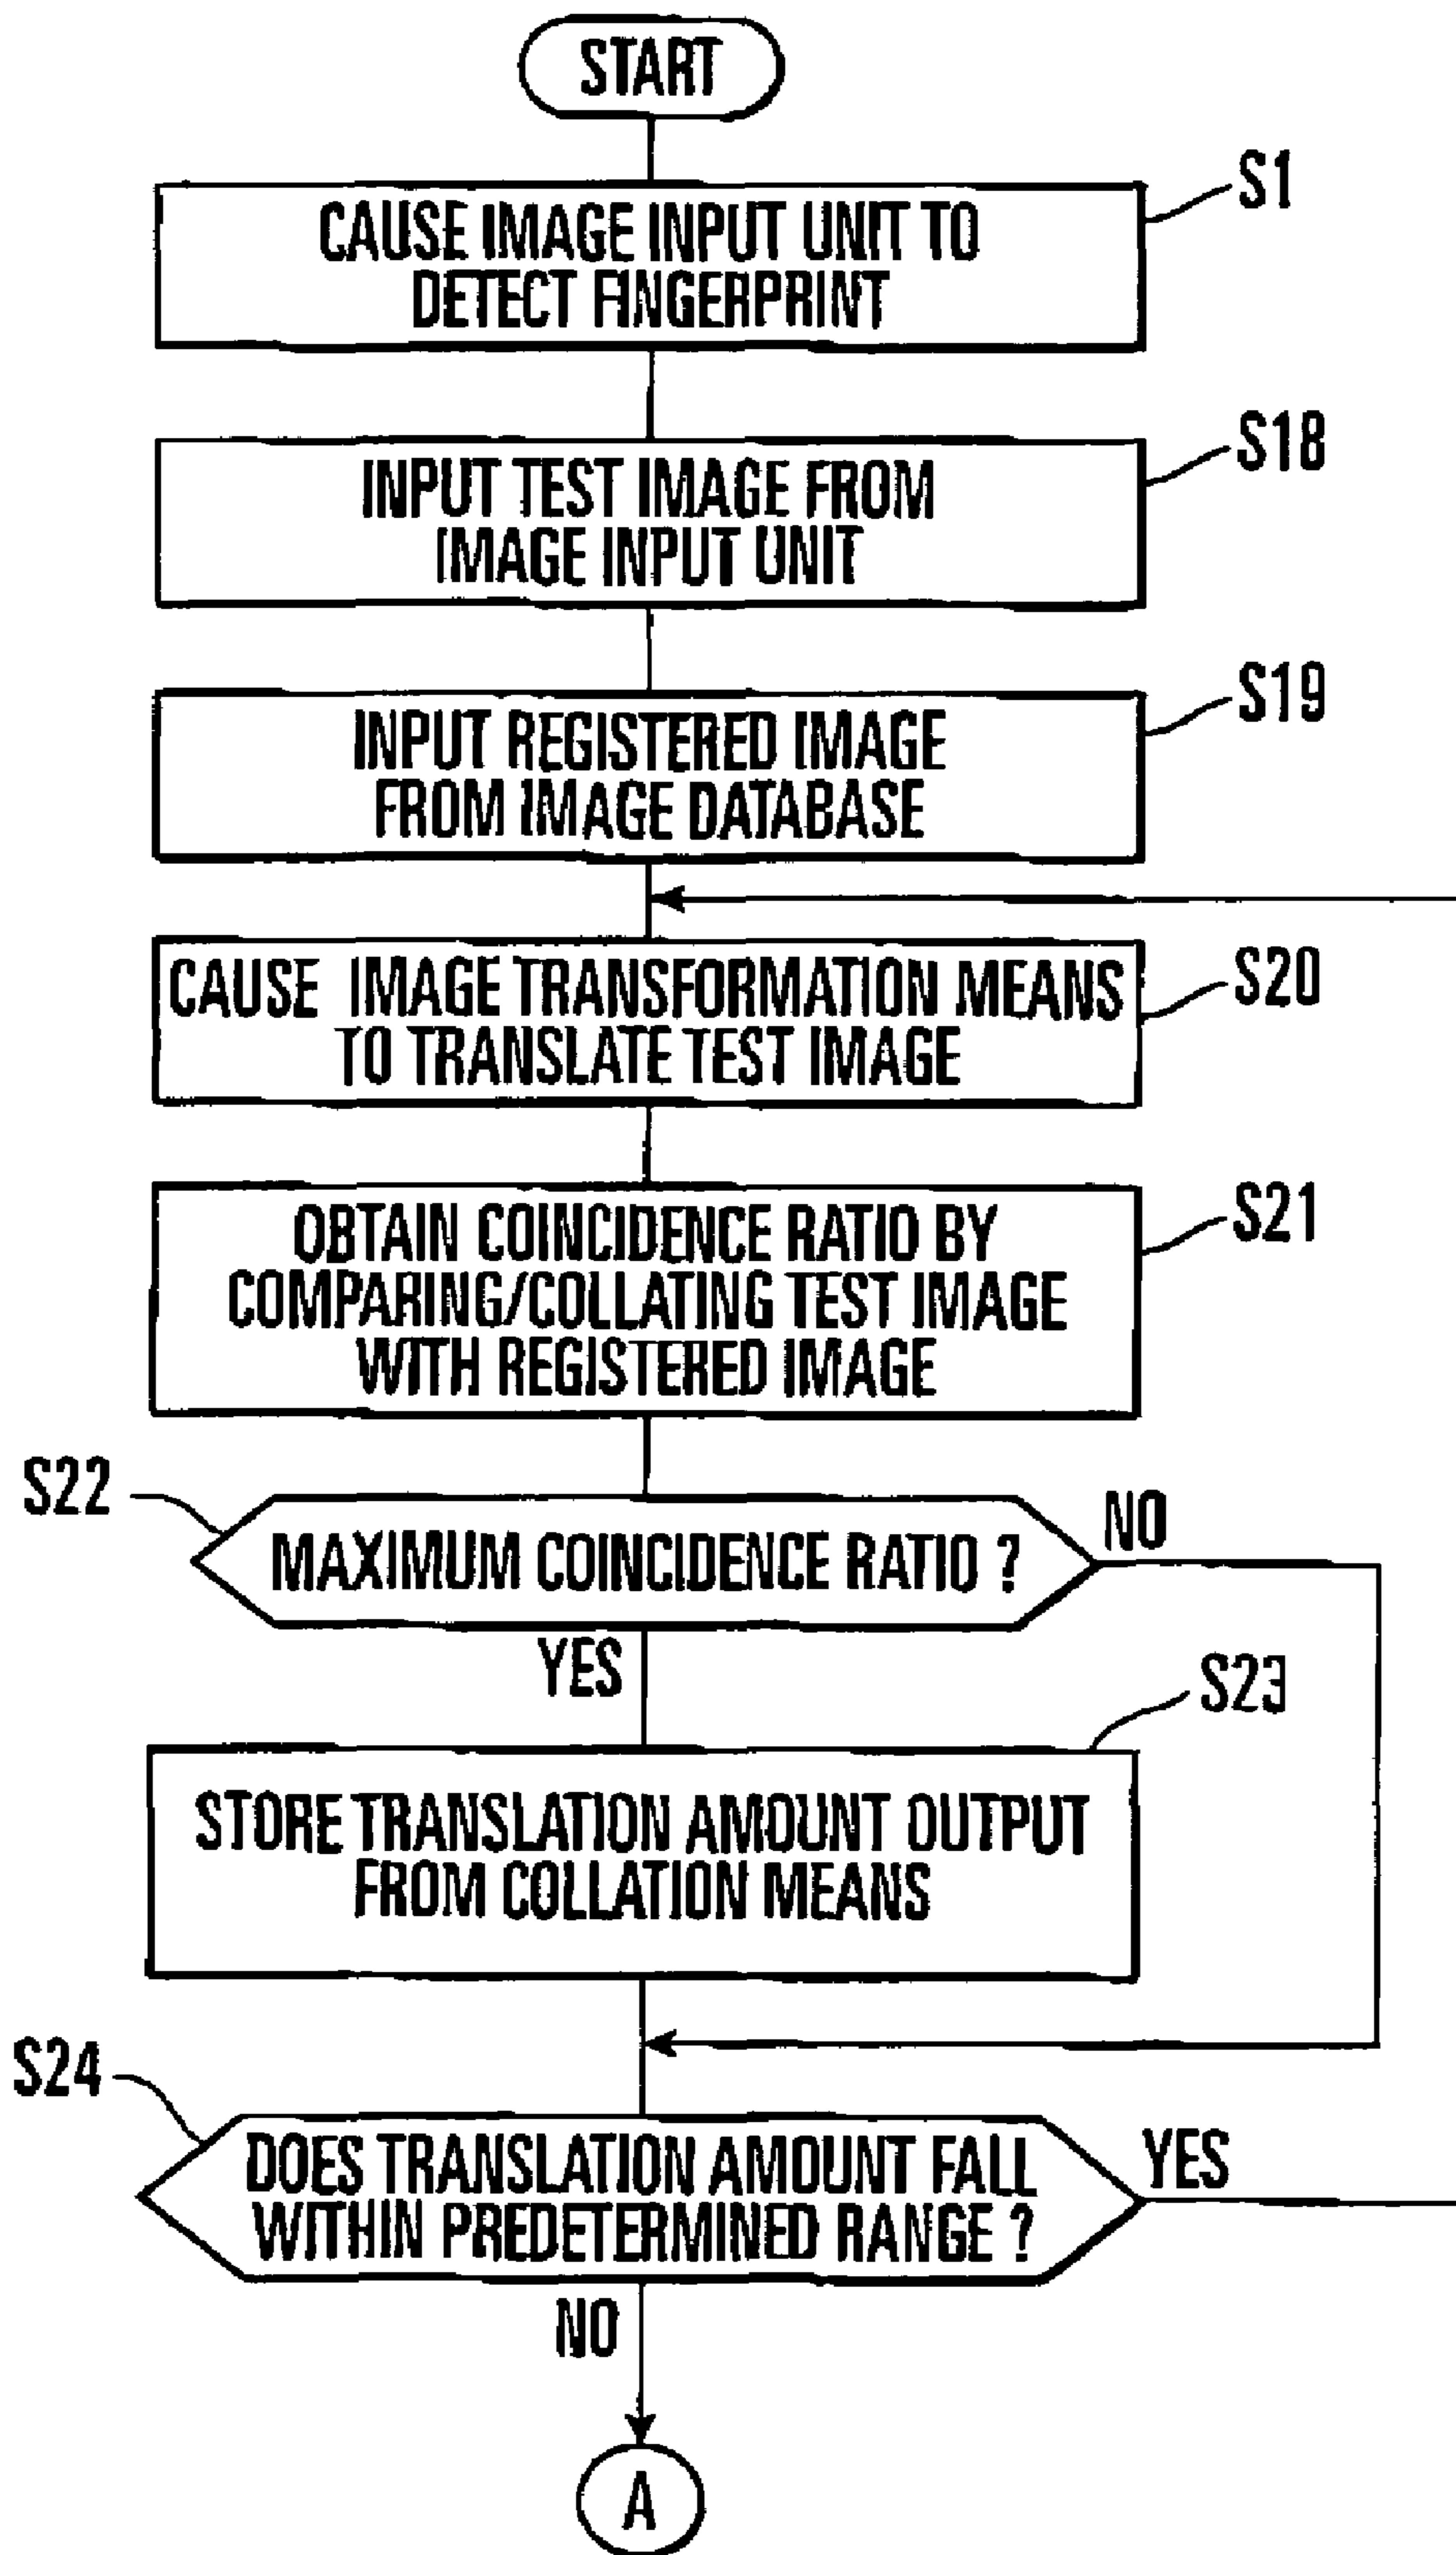 START
S1
CAUSE IMAGE INPUT UNIT TO
DETECT FINGERPRINT
S18
INPUT TEST IMAGE FROM
IMAGE INPUT UNIT
S19
INPUT REGISTERED IMAGE
FROM IMAGE DATABASE
S20
CAUSE IMAGE TRANSFORMATION MEANS
TO TRANSLATE TEST IMAGE
S21
OBTAIN COINCIDENCE RATIO BY
COMPARING/COLLATING TEST IMAGE
WITH REGISTERED IMAGE
S22
MAXIMUM COINCIDENCE RATIO ?
NO
YES
S23
STORE TRANSLATION AMOUNT OUTPUT
FROM COLLATION MEANS
S24
DOES TRANSLATION AMOUNT FALL
WITHIN PREDETERMINED RANGE ?
YES
NO
A